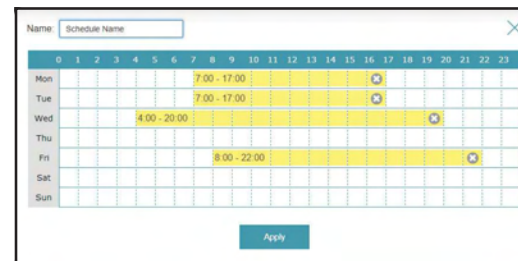 Name: Schedule Name
0 1 2 3 4 5 6 7 8 9 10 11 12 13 14 15 16 17 18 19 20 21 22 23
Mon 7:00 - 17:00
Tue 7:00 - 17:00
Wed 4:00 - 20:00
Thu
Fri 8:00 - 22:00
Sat
Sun
Apply